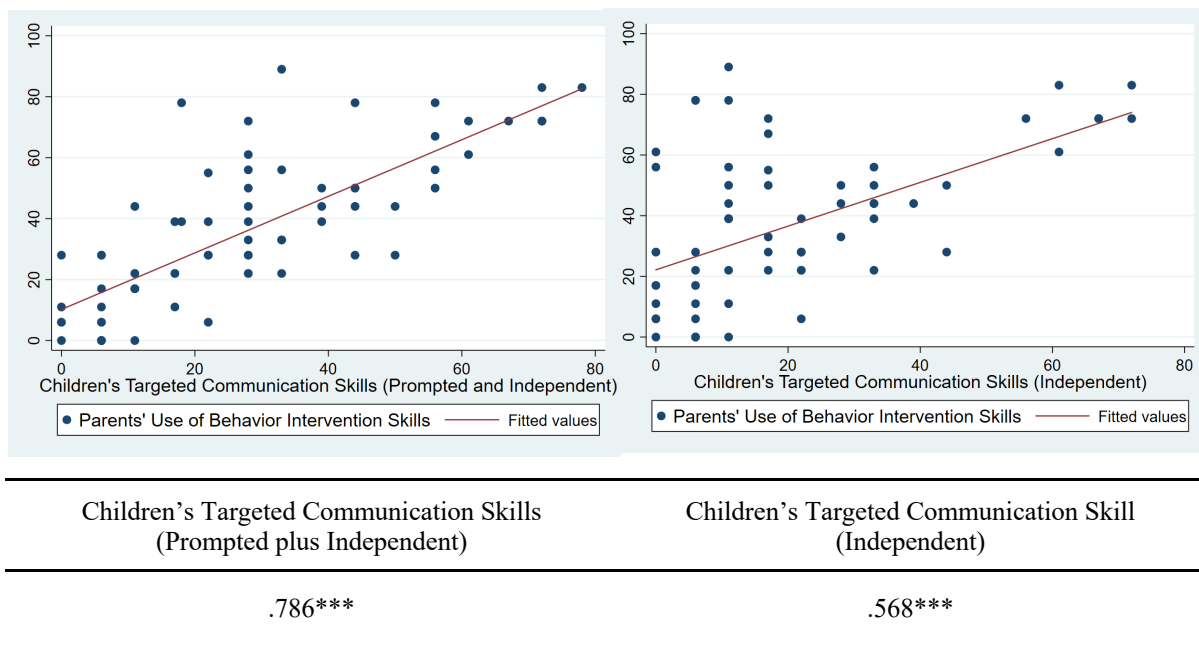 100
80
60
40
20
0
0 20 40 60 80
Children's Targeted Communication Skills (Prompted and Independent)
Parents' Use of Behavior Intervention Skills Fitted values
100
80
60
40
20
0
0 20 40 60 80
Children's Targeted Communication Skills (Independent)
Parents' Use of Behavior Intervention Skills Fitted values
Children’s Targeted Communication Skills
(Prompted plus Independent)
Children’s Targeted Communication Skill
(Independent)
.786***
.568***